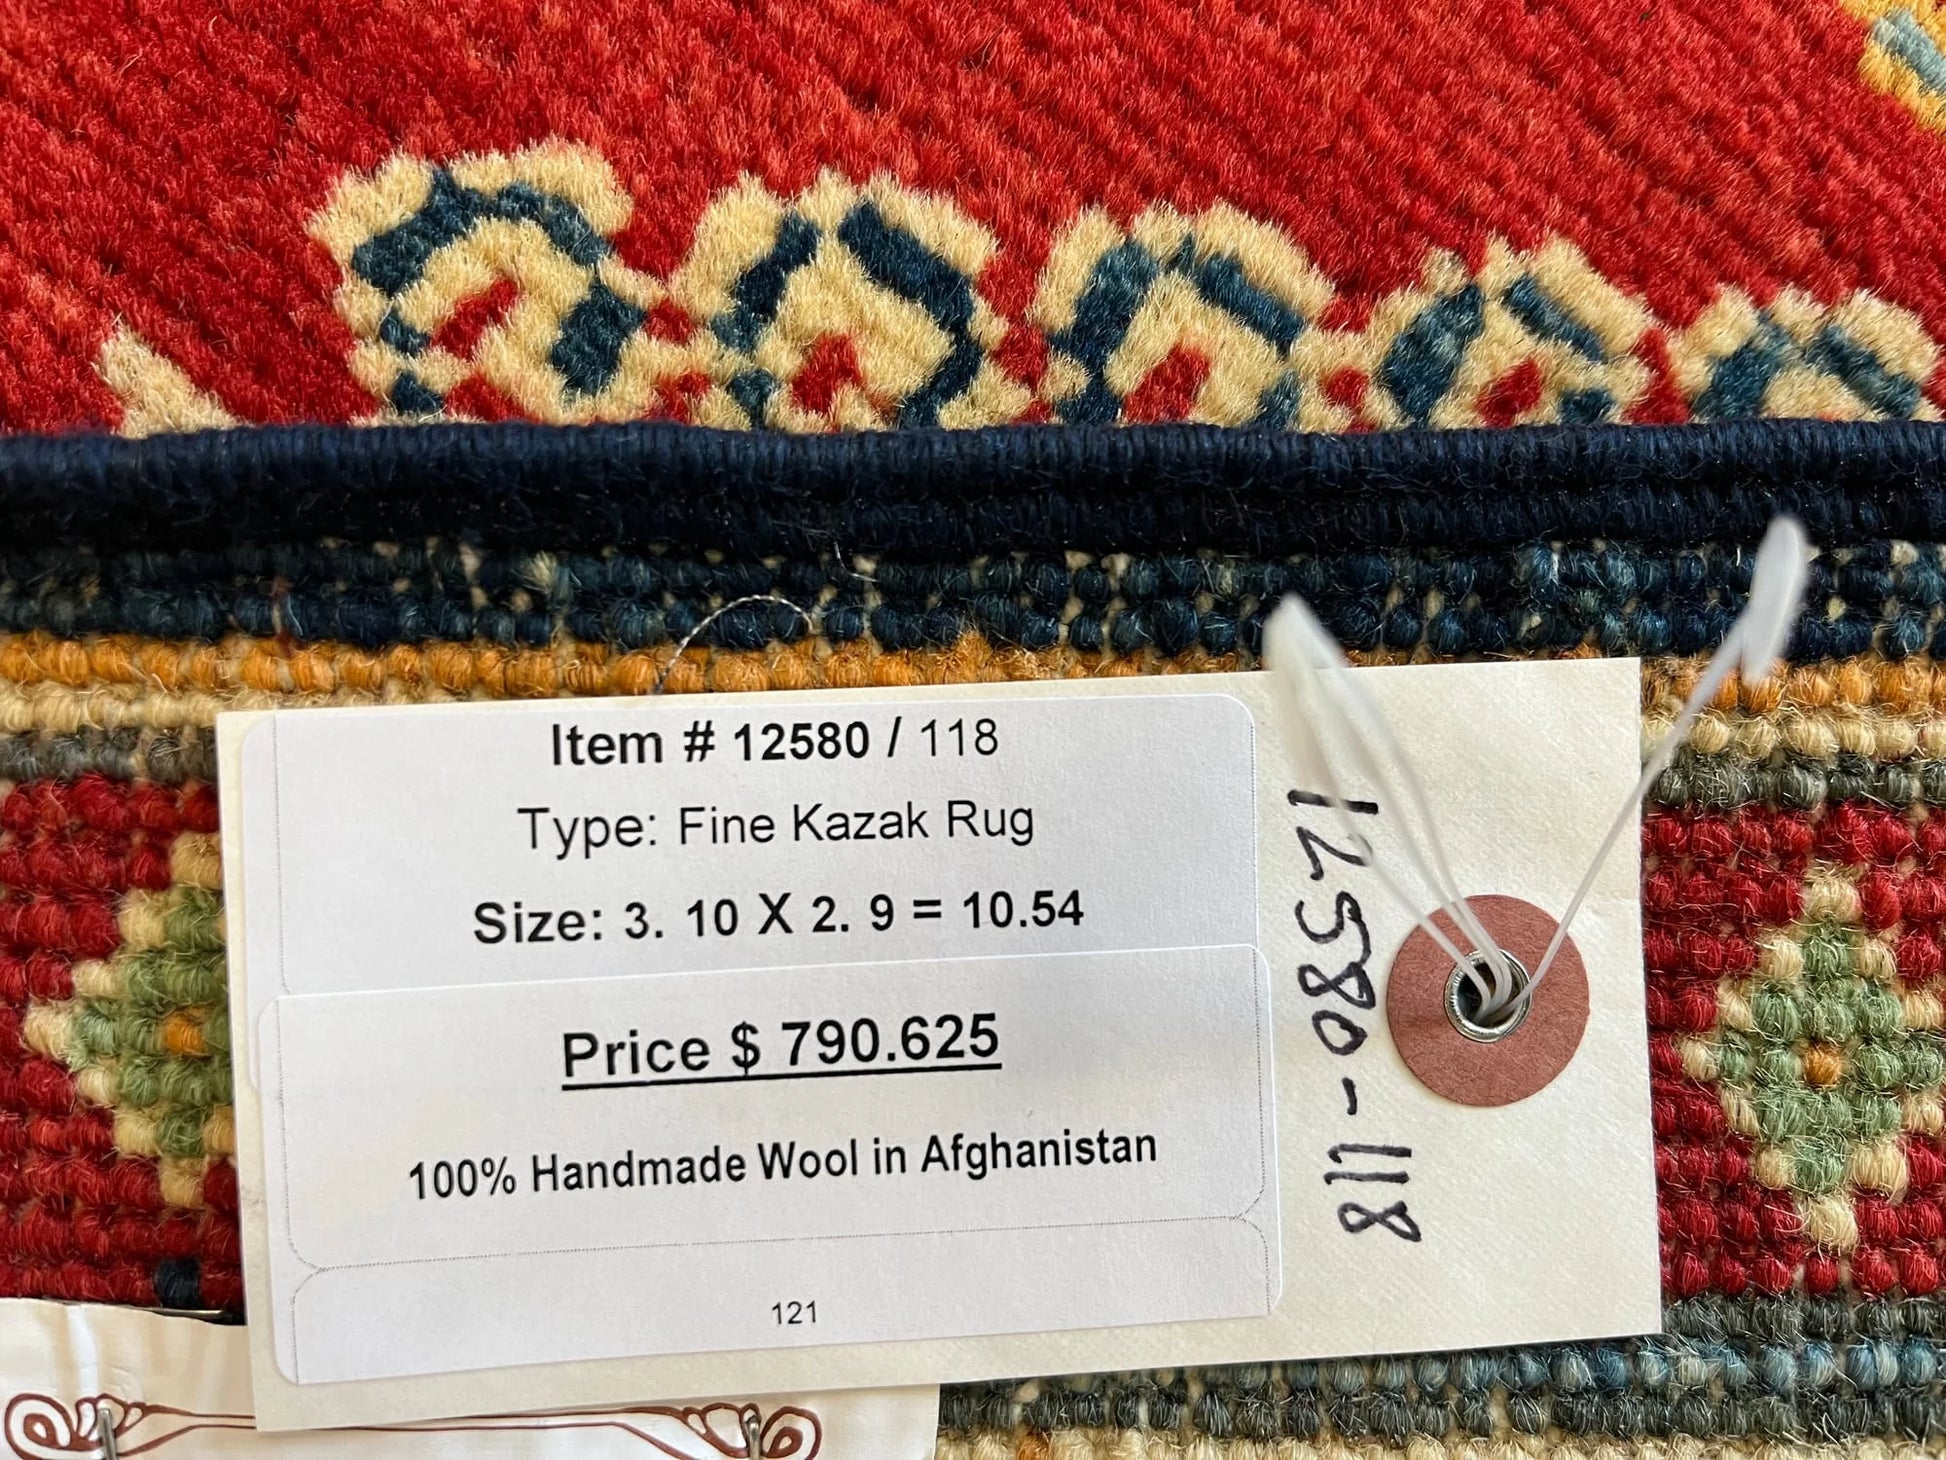 Item # 12580 / 118
Type: Fine Kazak Rug
Size: 3. 10 X 2. 9 = 10.54
Price $ 790.625
100% Handmade Wool in Afghanistan
121
12580-118